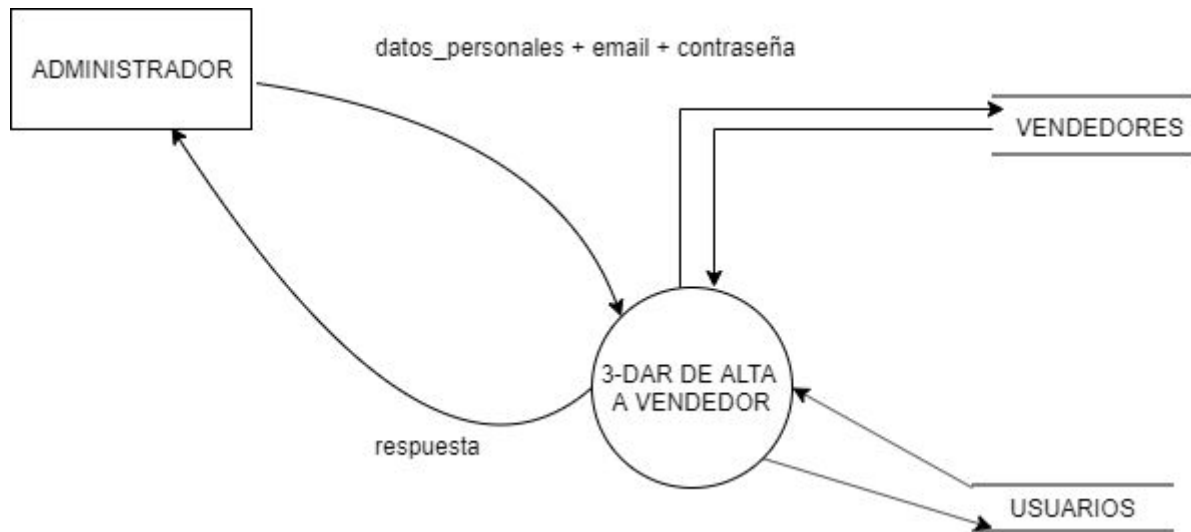 datos_personales + email + contraseña
ADMINISTRADOR
VENDEDORES
3-DAR DE ALTA
A VENDEDOR
respuesta
USUARIOS